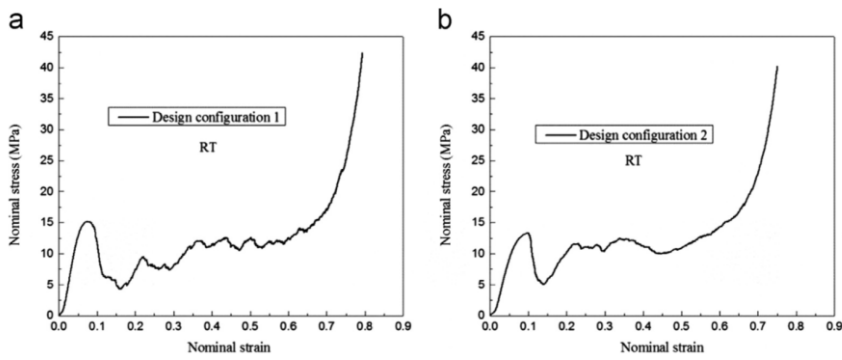 a
45
40
35
30
25
20
15
10
5
0
Nominal stress (MPa)
Design configuration 1
RT
0.0 0.1 0.2 0.3 0.4 0.5 0.6 0.7 0.8 0.9
Nominal strain
b
45
40
35
30
25
20
15
10
5
0
Nominal stress (MPa)
Design configuration 2
RT
0.0 0.1 0.2 0.3 0.4 0.5 0.6 0.7 0.8 0.9
Nominal strain